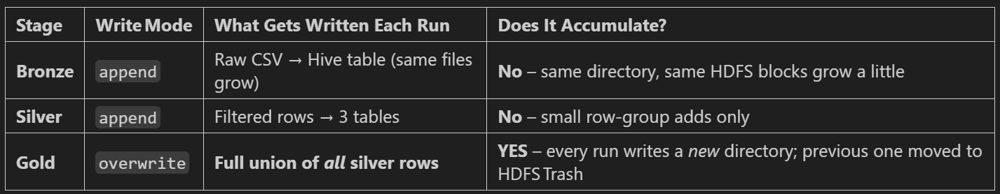 Stage Write Mode What Gets Written Each Run Does It Accumulate?
Bronze append Raw CSV → Hive table (same files grow) No – same directory, same HDFS blocks grow a little
Silver append Filtered rows → 3 tables No – small row-group adds only
Gold overwrite Full union of all silver rows YES – every run writes a new directory; previous one moved to HDFS Trash